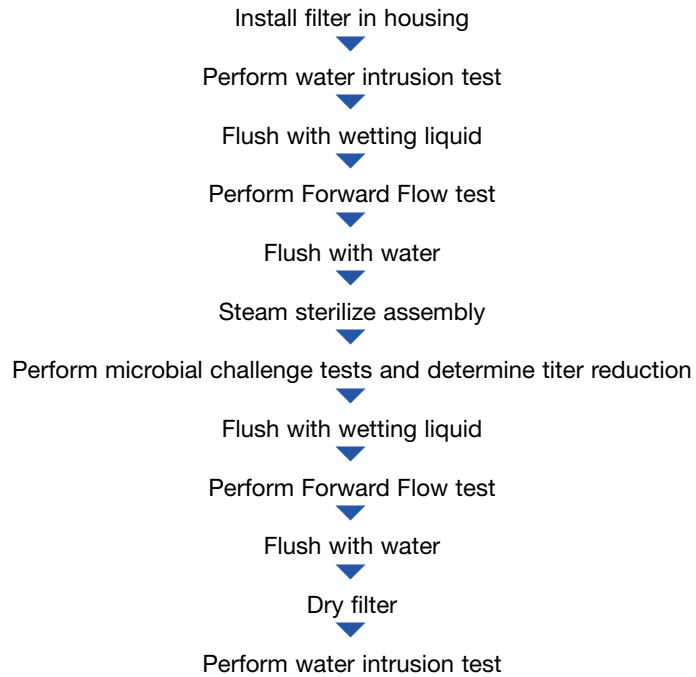 Install filter in housing
Perform water intrusion test
Flush with wetting liquid
Perform Forward Flow test
Flush with water
Steam sterilize assembly
Perform microbial challenge tests and determine titer reduction
Flush with wetting liquid
Perform Forward Flow test
Flush with water
Dry filter
Perform water intrusion test